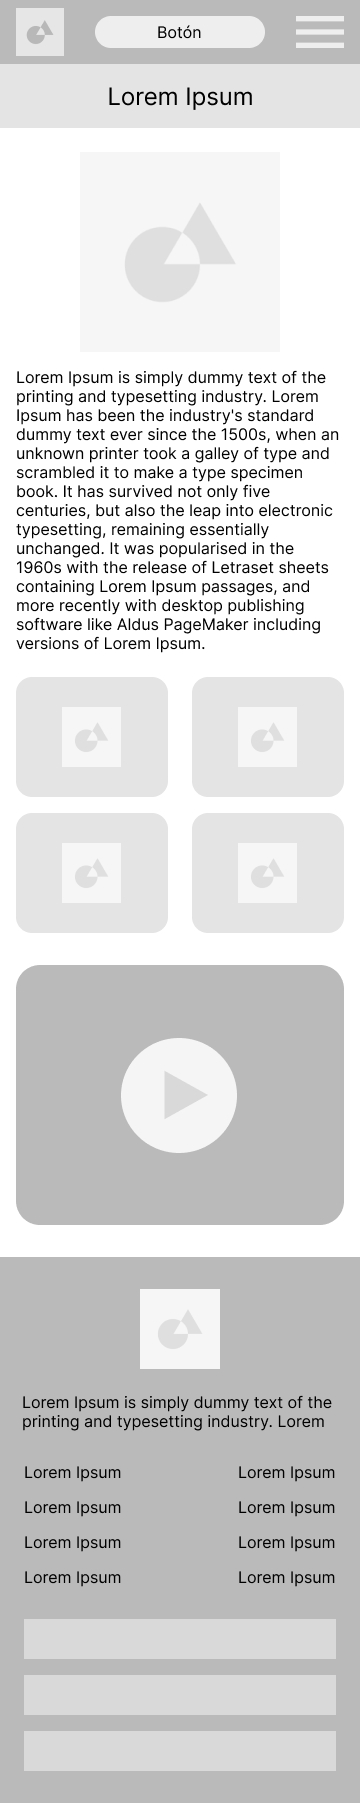 Botón
Lorem Ipsum
Lorem Ipsum is simply dummy text of the
printing and typesetting industry. Lorem
Ipsum has been the industry's standard
dummy text ever since the 1500s, when an
unknown printer took a galley of type and
scrambled it to make a type specimen
book. It has survived not only five
centuries, but also the leap into electronic
typesetting, remaining essentially
unchanged. It was popularised in the
1960s with the release of Letraset sheets
containing Lorem Ipsum passages, and
more recently with desktop publishing
software like Aldus PageMaker including
versions of Lorem Ipsum.
Lorem Ipsum is simply dummy text of the
printing and typesetting industry. Lorem
Lorem Ipsum Lorem Ipsum
Lorem Ipsum Lorem Ipsum
Lorem Ipsum Lorem Ipsum
Lorem Ipsum Lorem Ipsum